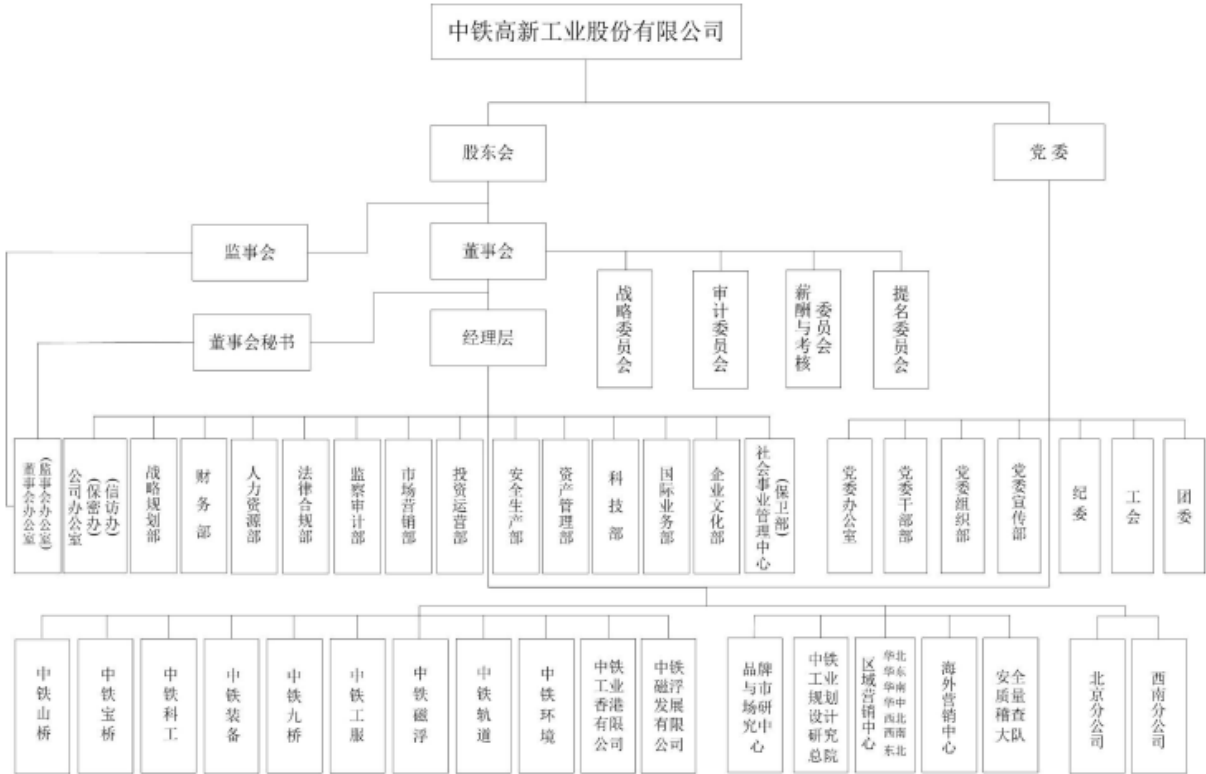 中铁高新工业股份有限公司
股东会
党委
监事会
董事会
战略委员会
审计委员会
薪酬与考核
委员会
提名委员会
董事会秘书
经理层
董事会办公室
(监事会办公室)
公司办公室
(保密办)
(信访办)
战略规划部
财务部
人力资源部
法律合规部
监察审计部
市场营销部
投资运营部
安全生产部
资产管理部
科技部
国际业务部
企业文化部
社会事业管理中心
(保卫部)
党委办公室
党委干部部
党委组织部
党委宣传部
纪委
工会
团委
中铁山桥
中铁宝桥
中铁科工
中铁装备
中铁九桥
中铁工服
中铁磁浮
中铁轨道
中铁环境
中铁工业香港有限公司
中铁磁浮发展有限公司
品牌与市场研究中心
中铁工业规划设计研究总院
区域营销中心
华北
华东
华南
华中
西北
西南
东北
海外营销中心
安全质量稽查大队
北京分公司
西南分公司